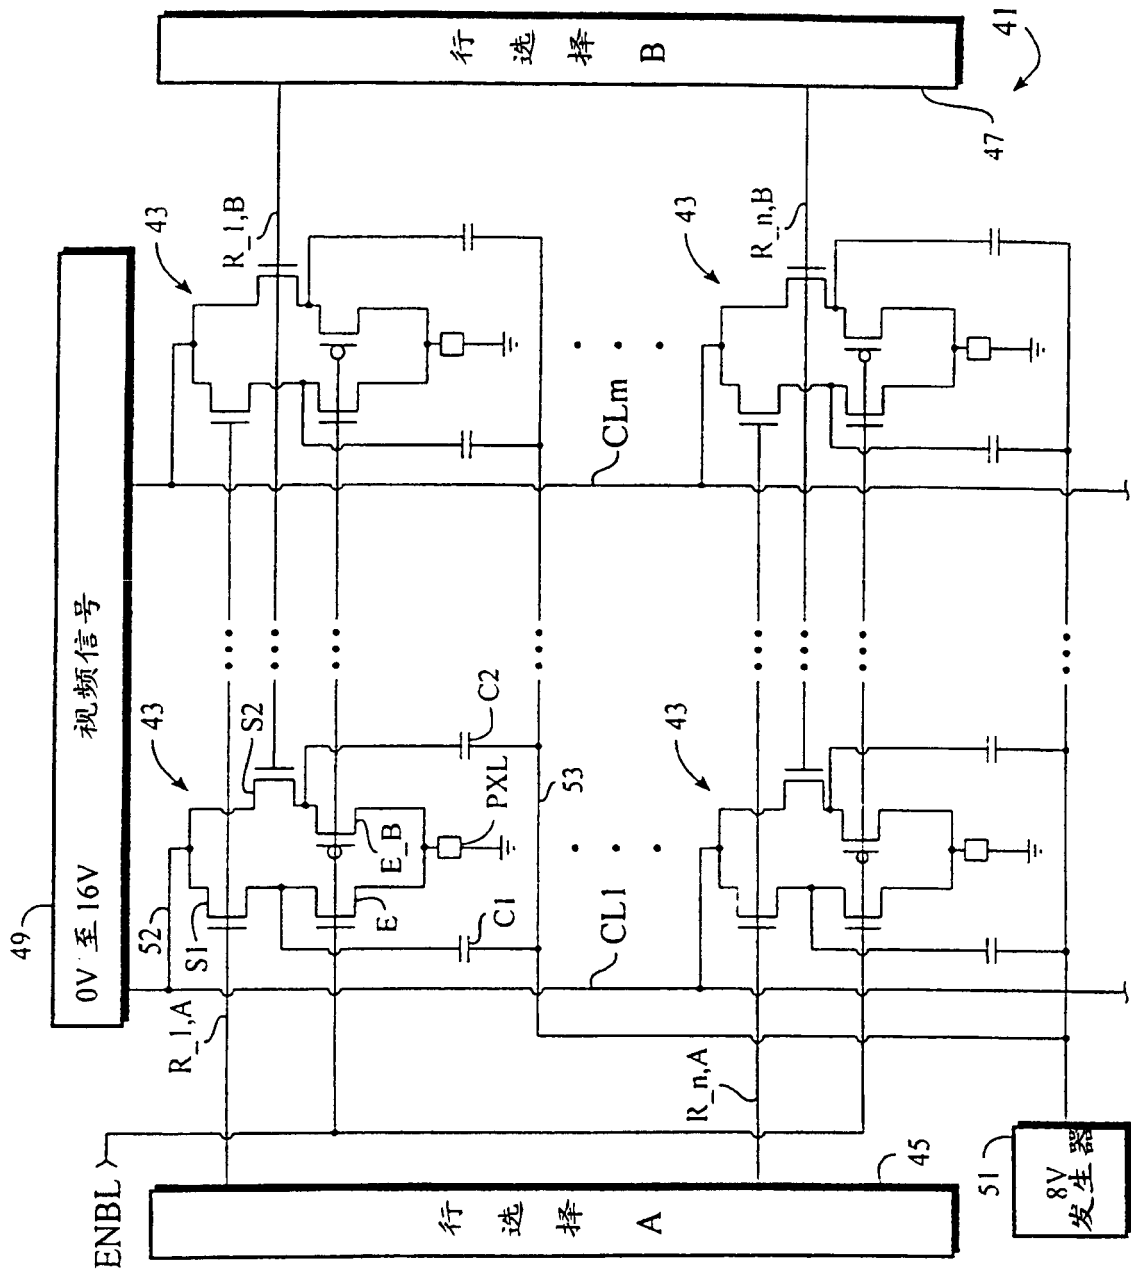 49
0V 至 16V 视频信号
行选择 B
41
47
R_1,A
52
S1
43
S2
R_1,B
43
E
E_B
C1
PXL
C2
53
CL1
CLm
R_n,A
43
43
R_n,B
ENBL
行选择 A
45
51
8V
发生器